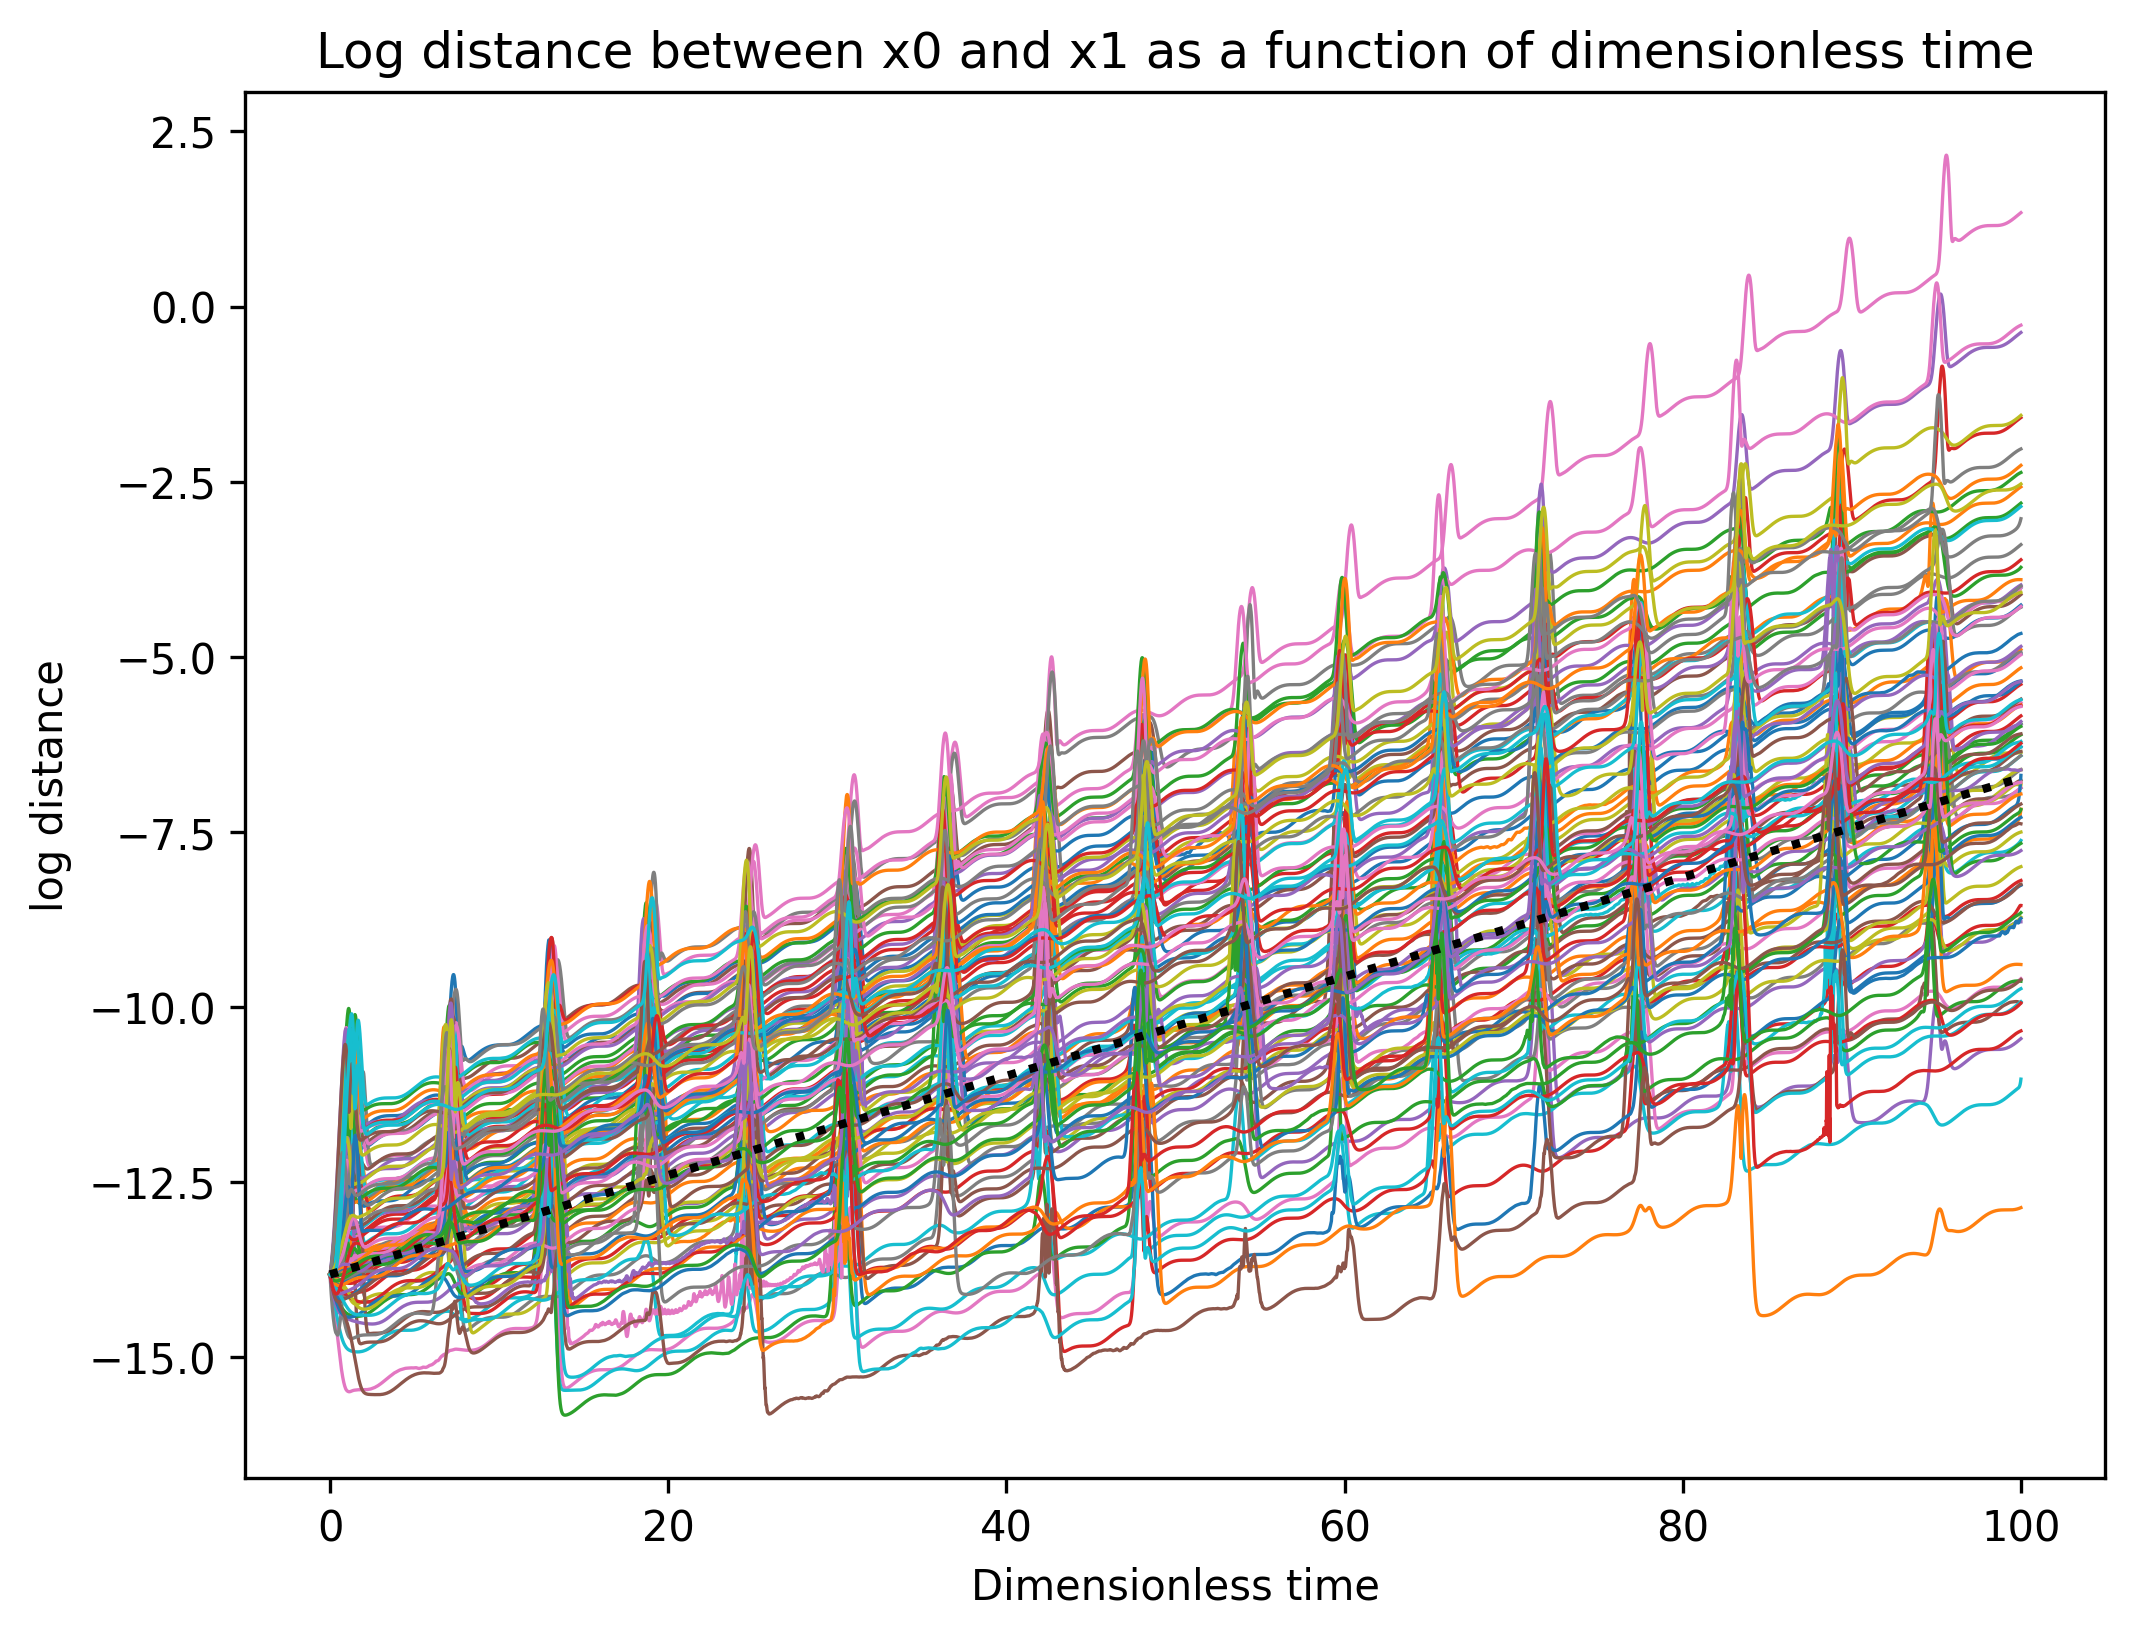 Log distance between x0 and x1 as a function of dimensionless time
2.5
0.0
−2.5
−5.0
−7.5
−10.0
−12.5
−15.0
log distance
0 20 40 60 80 100
Dimensionless time